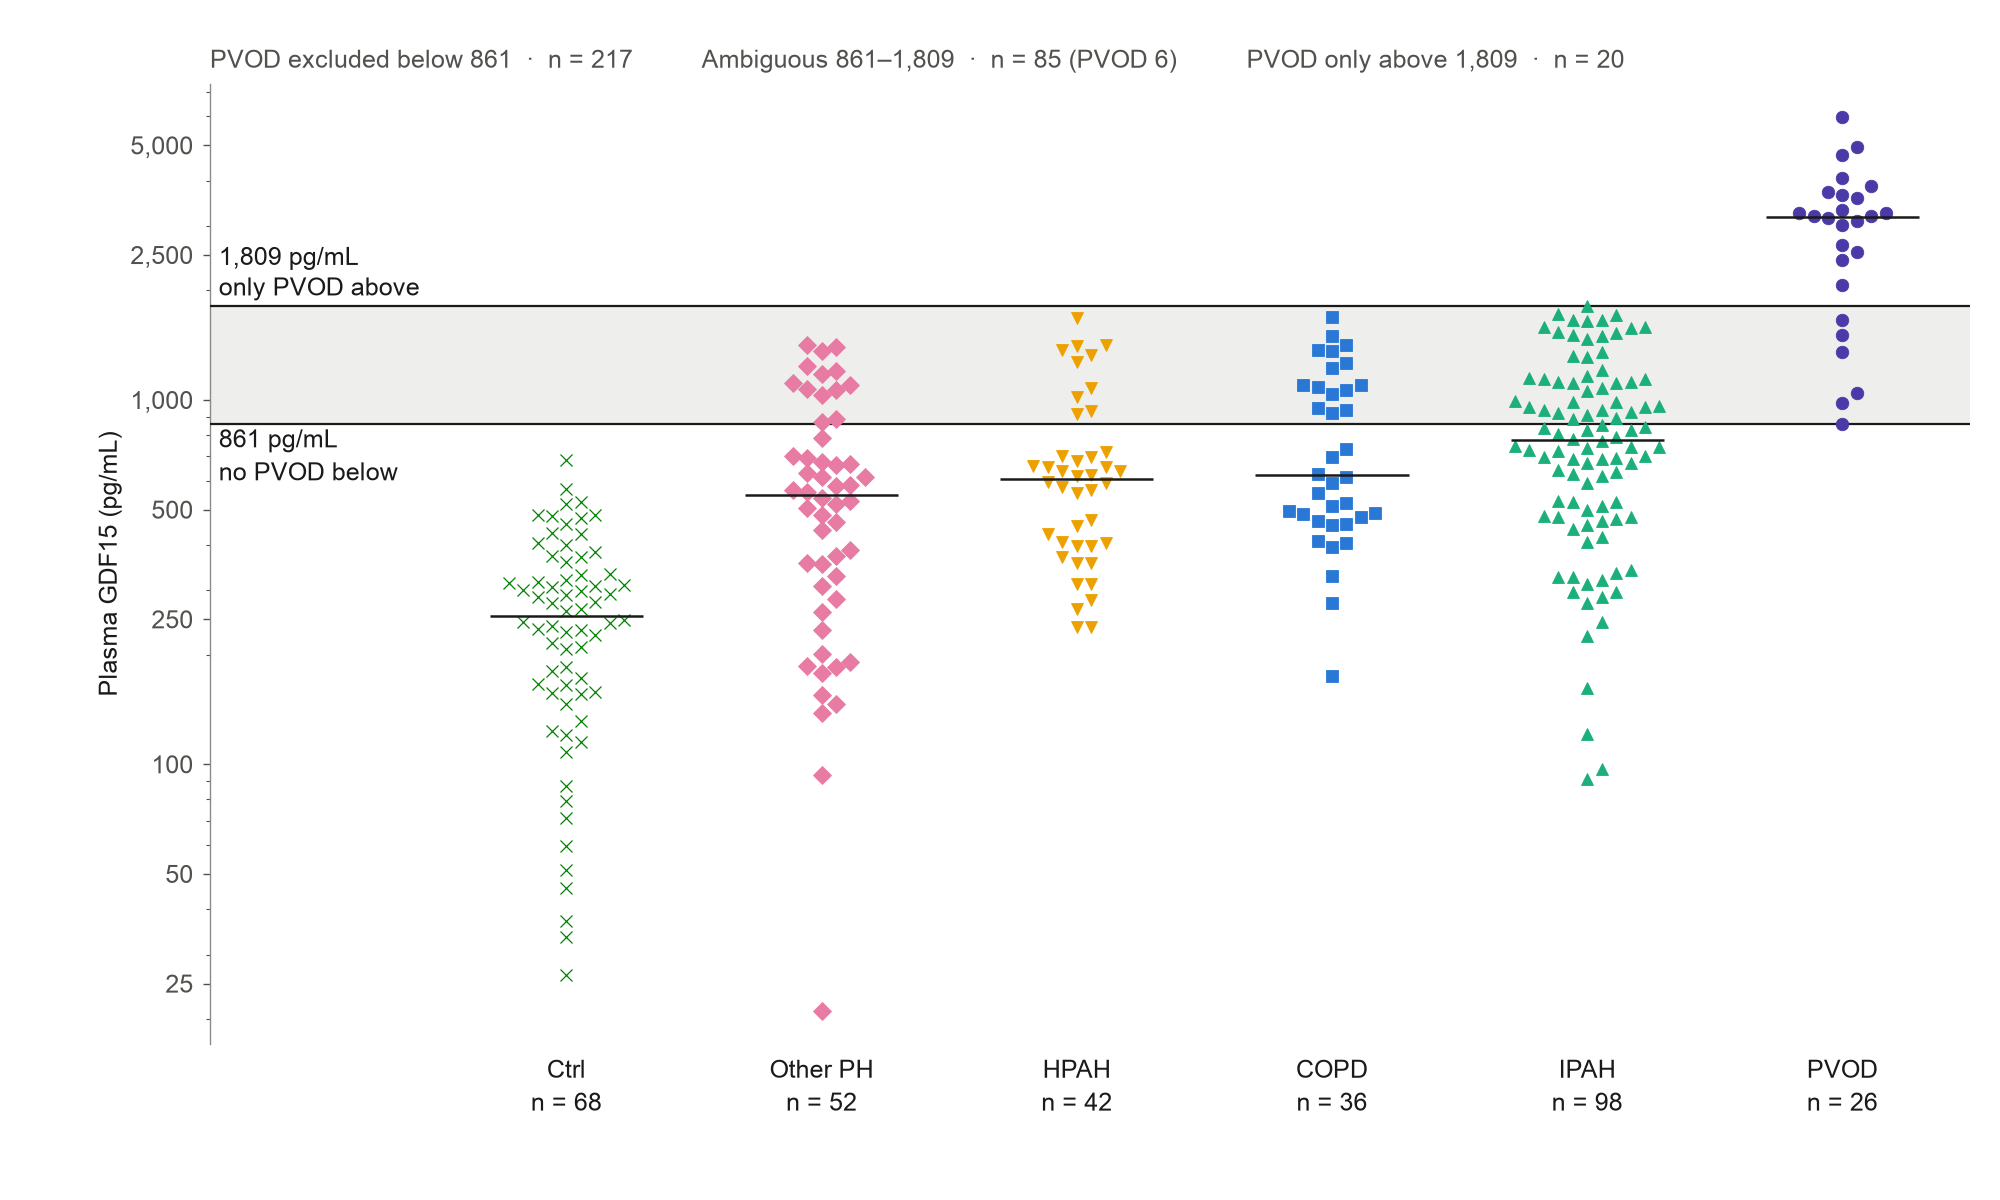 PVOD excluded below 861 · n = 217
Ambiguous 861–1,809 · n = 85 (PVOD 6)
PVOD only above 1,809 · n = 20
Plasma GDF15 (pg/mL)
5,000
2,500
1,000
500
250
100
50
25
1,809 pg/mL
only PVOD above
861 pg/mL
no PVOD below
Ctrl
n = 68
Other PH
n = 52
HPAH
n = 42
COPD
n = 36
IPAH
n = 98
PVOD
n = 26